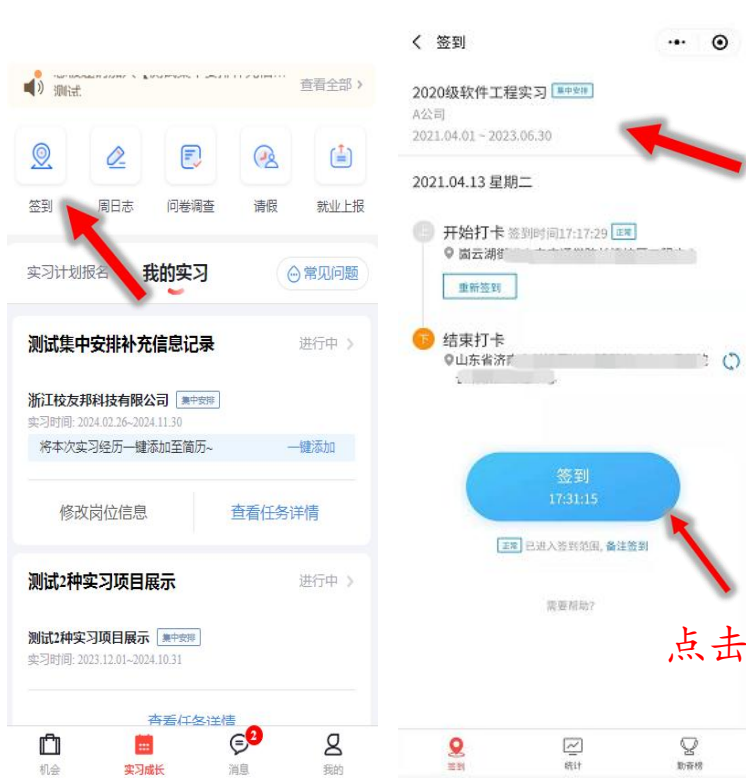 测试
查看全部 >
签到
周日志
问卷调查
请假
就业上报
实习计划报名
我的实习
常见问题
测试集中安排补充信息记录
进行中 >
浙江校友邦科技有限公司 集中安排
实习时间: 2024.02.26~2024.11.30
将本次实习经历一键添加至简历~
一键添加
修改岗位信息
查看任务详情
测试2种实习项目展示
进行中 >
测试2种实习项目展示 集中安排
实习时间: 2023.12.01~2024.10.31
查看任务详情
2
机会
实习成长
消息
我的
签到
2020级软件工程实习 集中安排
A公司
2021.04.01 ~ 2023.06.30
2021.04.13 星期二
上 开始打卡 签到时间17:17:29 正常
重新签到
下 结束打卡
山东省济
签到
17:31:15
正常 已进入签到范围, 备注签到
需要帮助?
点击
签到
统计
勤奋榜